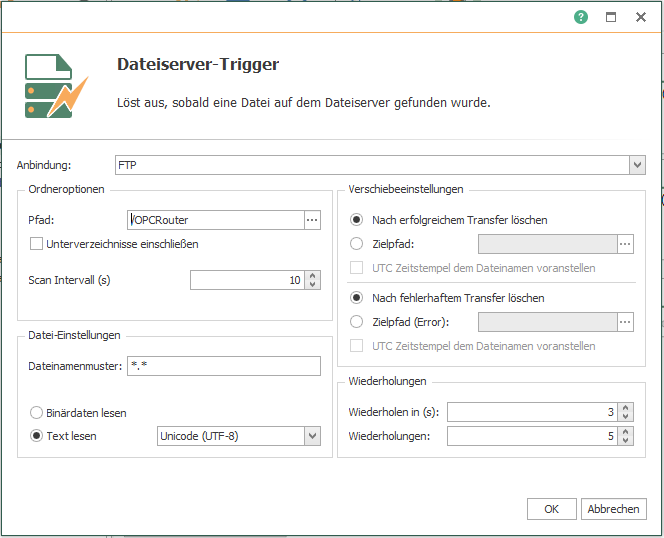 Dateiserver-Trigger
Löst aus, sobald eine Datei auf dem Dateiserver gefunden wurde.
Anbindung: FTP
Ordneroptionen
Pfad: /OPCRouter ...
Unterverzeichnisse einschließen
Scan Intervall (s) 10
Datei-Einstellungen
Dateinamenmuster: *.*
Binärdaten lesen
Text lesen Unicode (UTF-8)
Verschiebeeinstellungen
Nach erfolgreichem Transfer löschen
Zielpfad: ...
UTC Zeitstempel dem Dateinamen voranstellen
Nach fehlerhaftem Transfer löschen
Zielpfad (Error): ...
UTC Zeitstempel dem Dateinamen voranstellen
Wiederholungen
Wiederholen in (s): 3
Wiederholungen: 5
OK Abbrechen